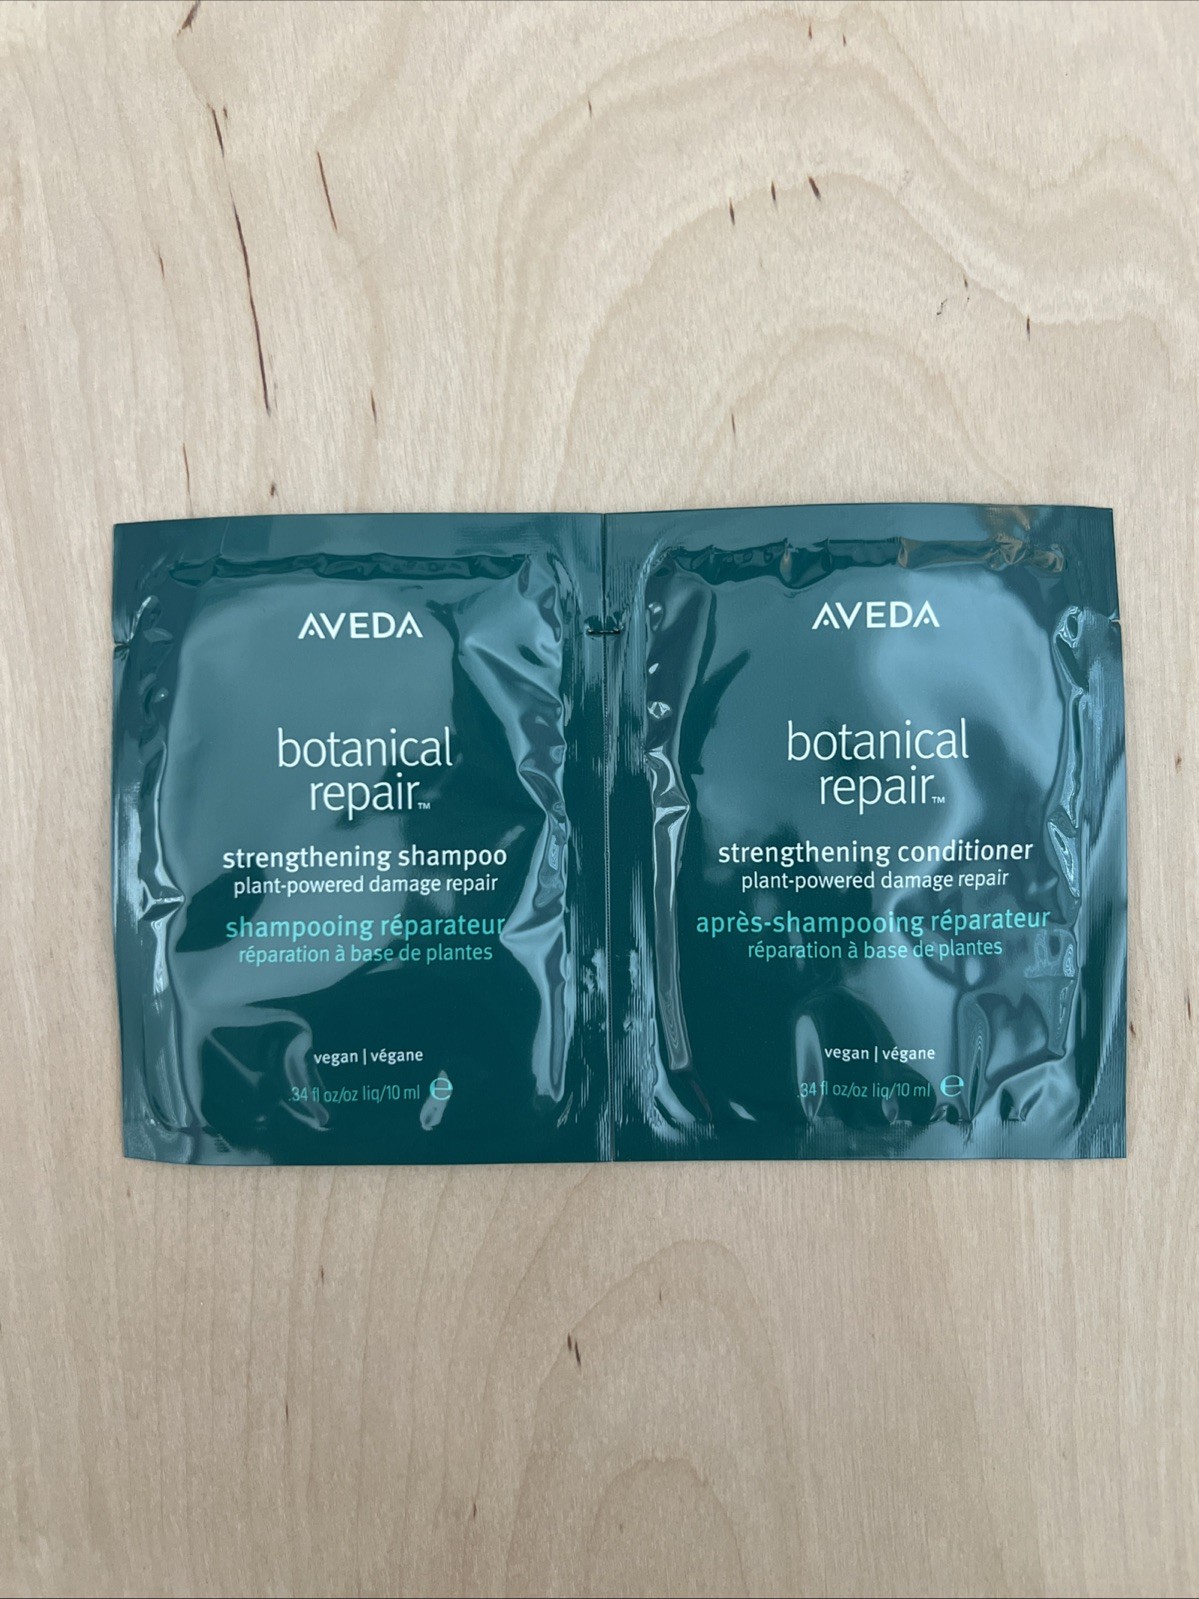 AVEDA
botanical
repair™
strengthening shampoo
plant-powered damage repair
shampooing réparateur
réparation à base de plantes
vegan | végane
.34 fl oz/oz liq/10 ml ℮
AVEDA
botanical
repair™
strengthening conditioner
plant-powered damage repair
après-shampooing réparateur
réparation à base de plantes
vegan | végane
.34 fl oz/oz liq/10 ml ℮